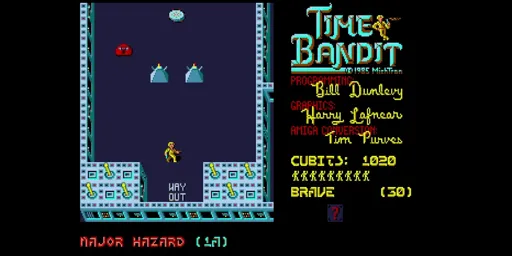 TIME
BANDIT
©1985 MichTron
PROGRAMMING
Bill Dunlevy
GRAPHICS
Harry Lafnear
AMIGA CONVERSION
Tim Purves
CUBITS: 1020
BRAVE (30)
?
WAY
OUT
MAJOR HAZARD (1A)